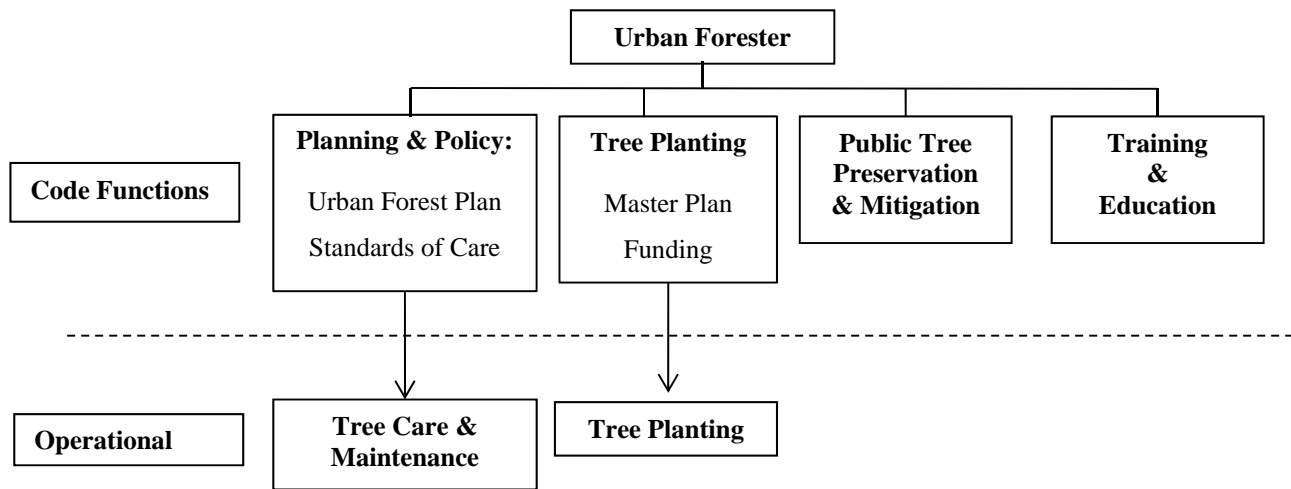 Urban Forester
Code Functions
Planning & Policy:
Urban Forest Plan
Standards of Care
Tree Planting
Master Plan
Funding
Public Tree
Preservation
& Mitigation
Training
&
Education
Operational
Tree Care &
Maintenance
Tree Planting